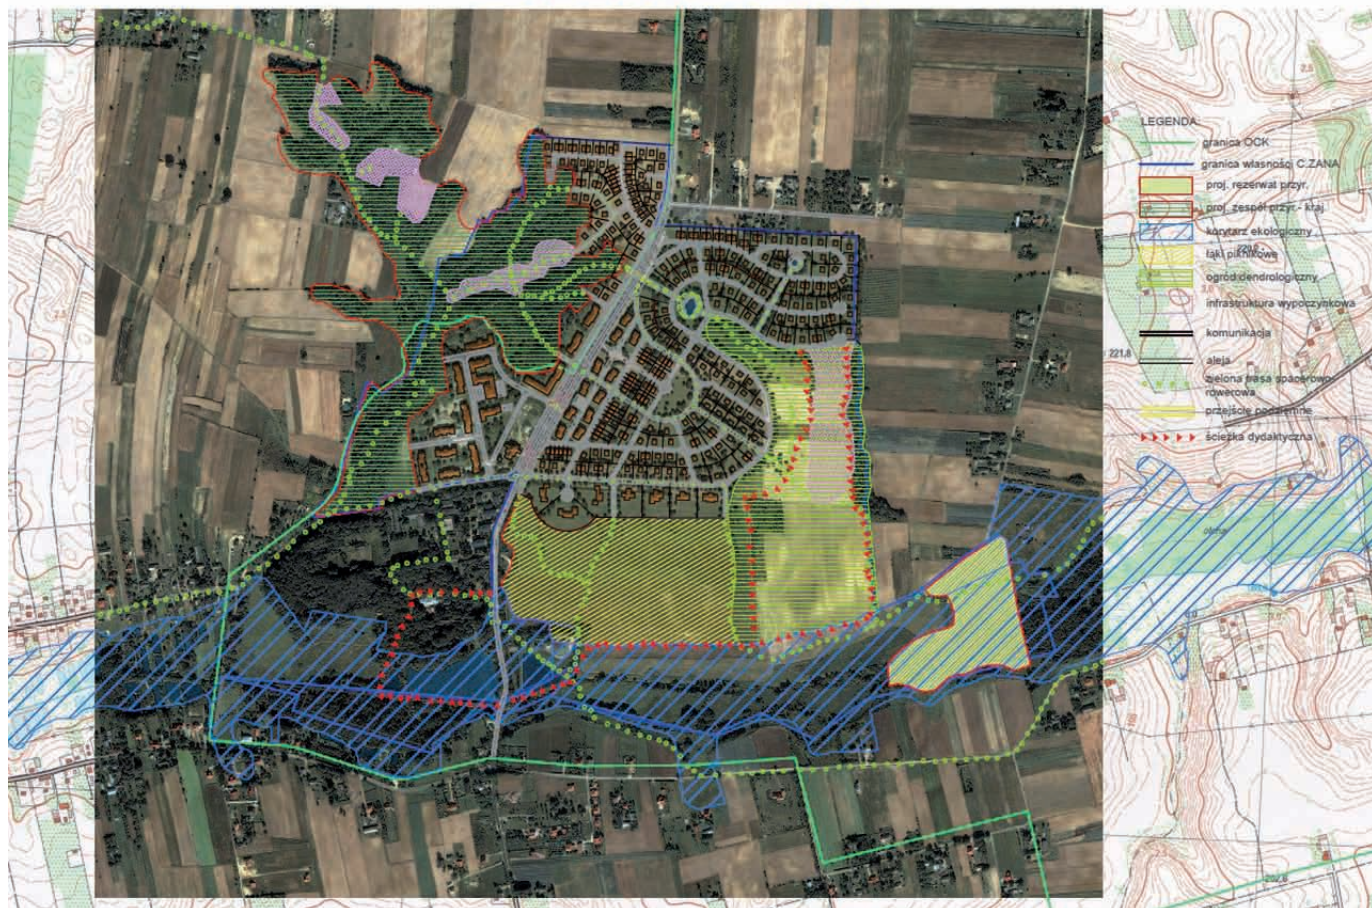 LEGENDA
granica OCK
granica własności C.ZANA
proj. rezerwat przyr.
proj. zespół przyr.- kraj
korytarz ekologiczny
łąki piknikowe
ogród dendrologiczny
infrastruktura wypoczynkowa
komunikacja
221,8
aleja
zielona trasa spacerowo-
rowerowa
przejście podziemne
ścieżka dydaktyczna